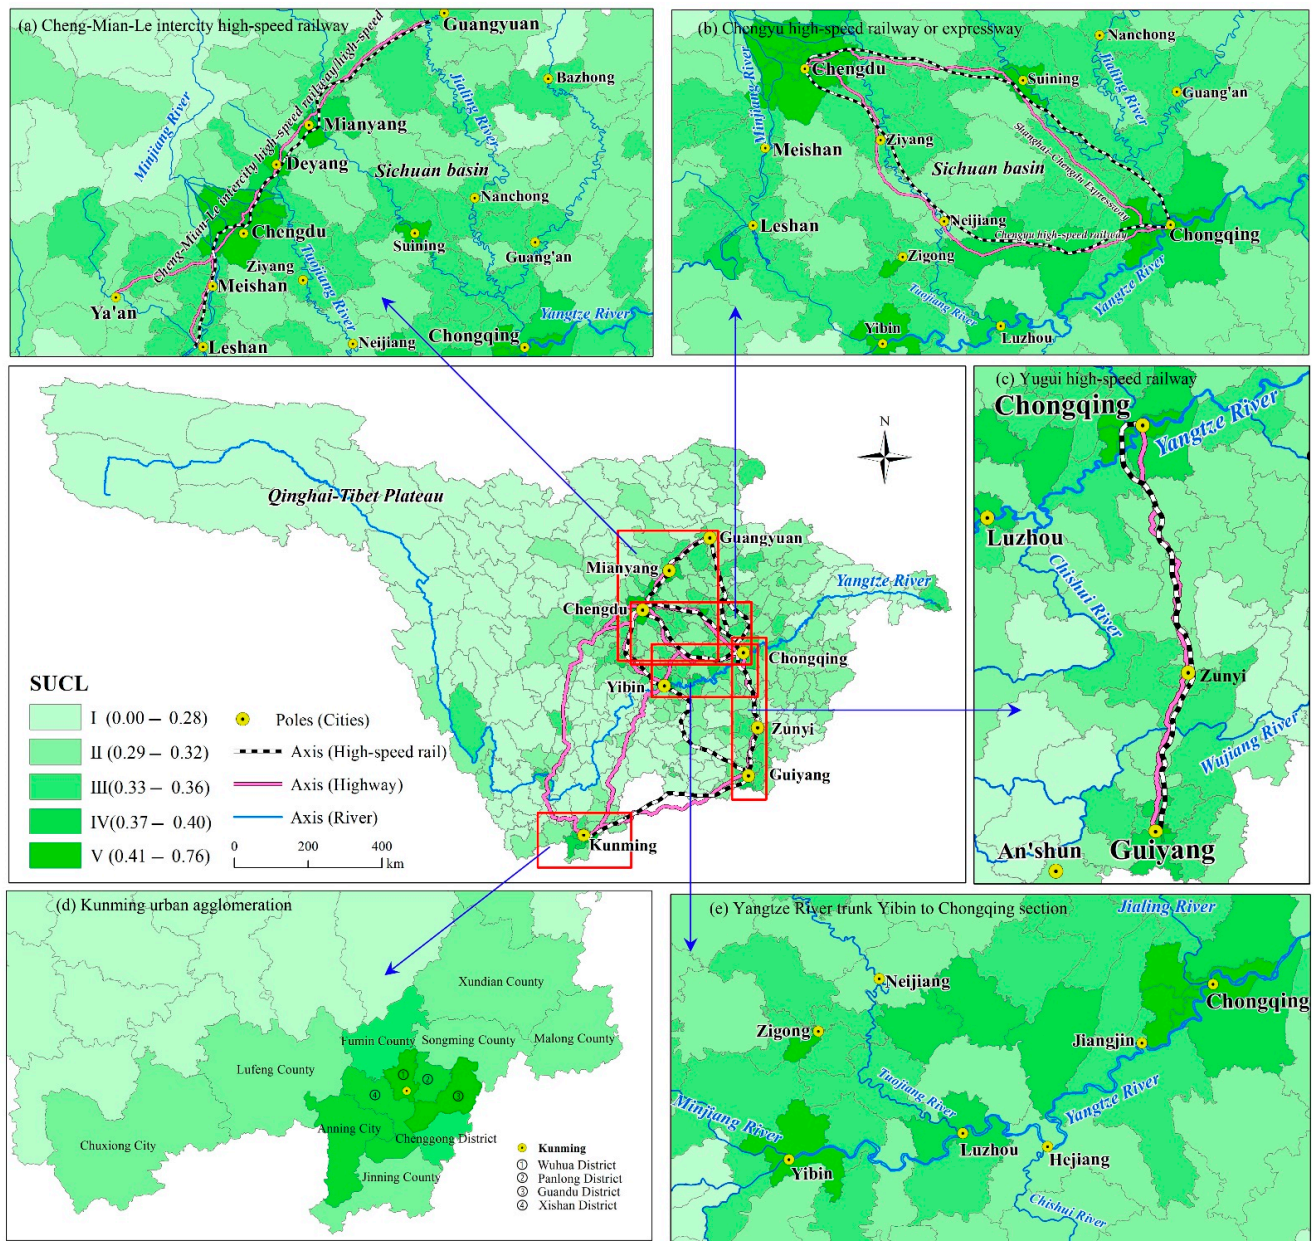 (a) Cheng-Mian-Le intercity high-speed railway
Guangyuan
Bazhong
Minjiang River
Cheng-Mian-Le intercity high-speed railway/high-speed
Jialing River
Mianyang
Deyang
Sichuan basin
Nanchong
Chengdu
Suining
Guang'an
Ziyang
Tuojiang River
Meishan
Ya'an
Yangtze River
Chongqing
Leshan
Neijiang
(b) Chengyu high-speed railway or expressway
Nanchong
Minjiang River
Chengdu
Suining
Jialing River
Guang'an
Ziyang
Meishan
Sichuan basin
Shanghai-Chengdu Expressway
Leshan
Neijiang
Chengyu high-speed railway
Chongqing
Zigong
Tuojiang River
Yangtze River
Yibin
Luzhou
N
Qinghai-Tibet Plateau
Guangyuan
Mianyang
Yangtze River
Chengdu
Chongqing
Yibin
Zunyi
Guiyang
Kunming
SUCL
I (0.00 – 0.28)
II (0.29 – 0.32)
III(0.33 – 0.36)
IV(0.37 – 0.40)
V (0.41 – 0.76)
Poles (Cities)
Axis (High-speed rail)
Axis (Highway)
Axis (River)
0 200 400
km
(c) Yugui high-speed railway
Chongqing
Yangtze River
Luzhou
Chishui River
Zunyi
Wujiang River
An'shun
Guiyang
(d) Kunming urban agglomeration
Xundian County
Fumin County
Songming County
Malong County
Lufeng County
①
②
④
③
Anning City
Chenggong District
Chuxiong City
Jinning County
Kunming
① Wuhua District
② Panlong District
③ Guandu District
④ Xishan District
(e) Yangtze River trunk Yibin to Chongqing section
Jialing River
Neijiang
Chongqing
Zigong
Jiangjin
Tuojiang River
Yangtze River
Minjiang River
Luzhou
Hejiang
Yibin
Chishui River